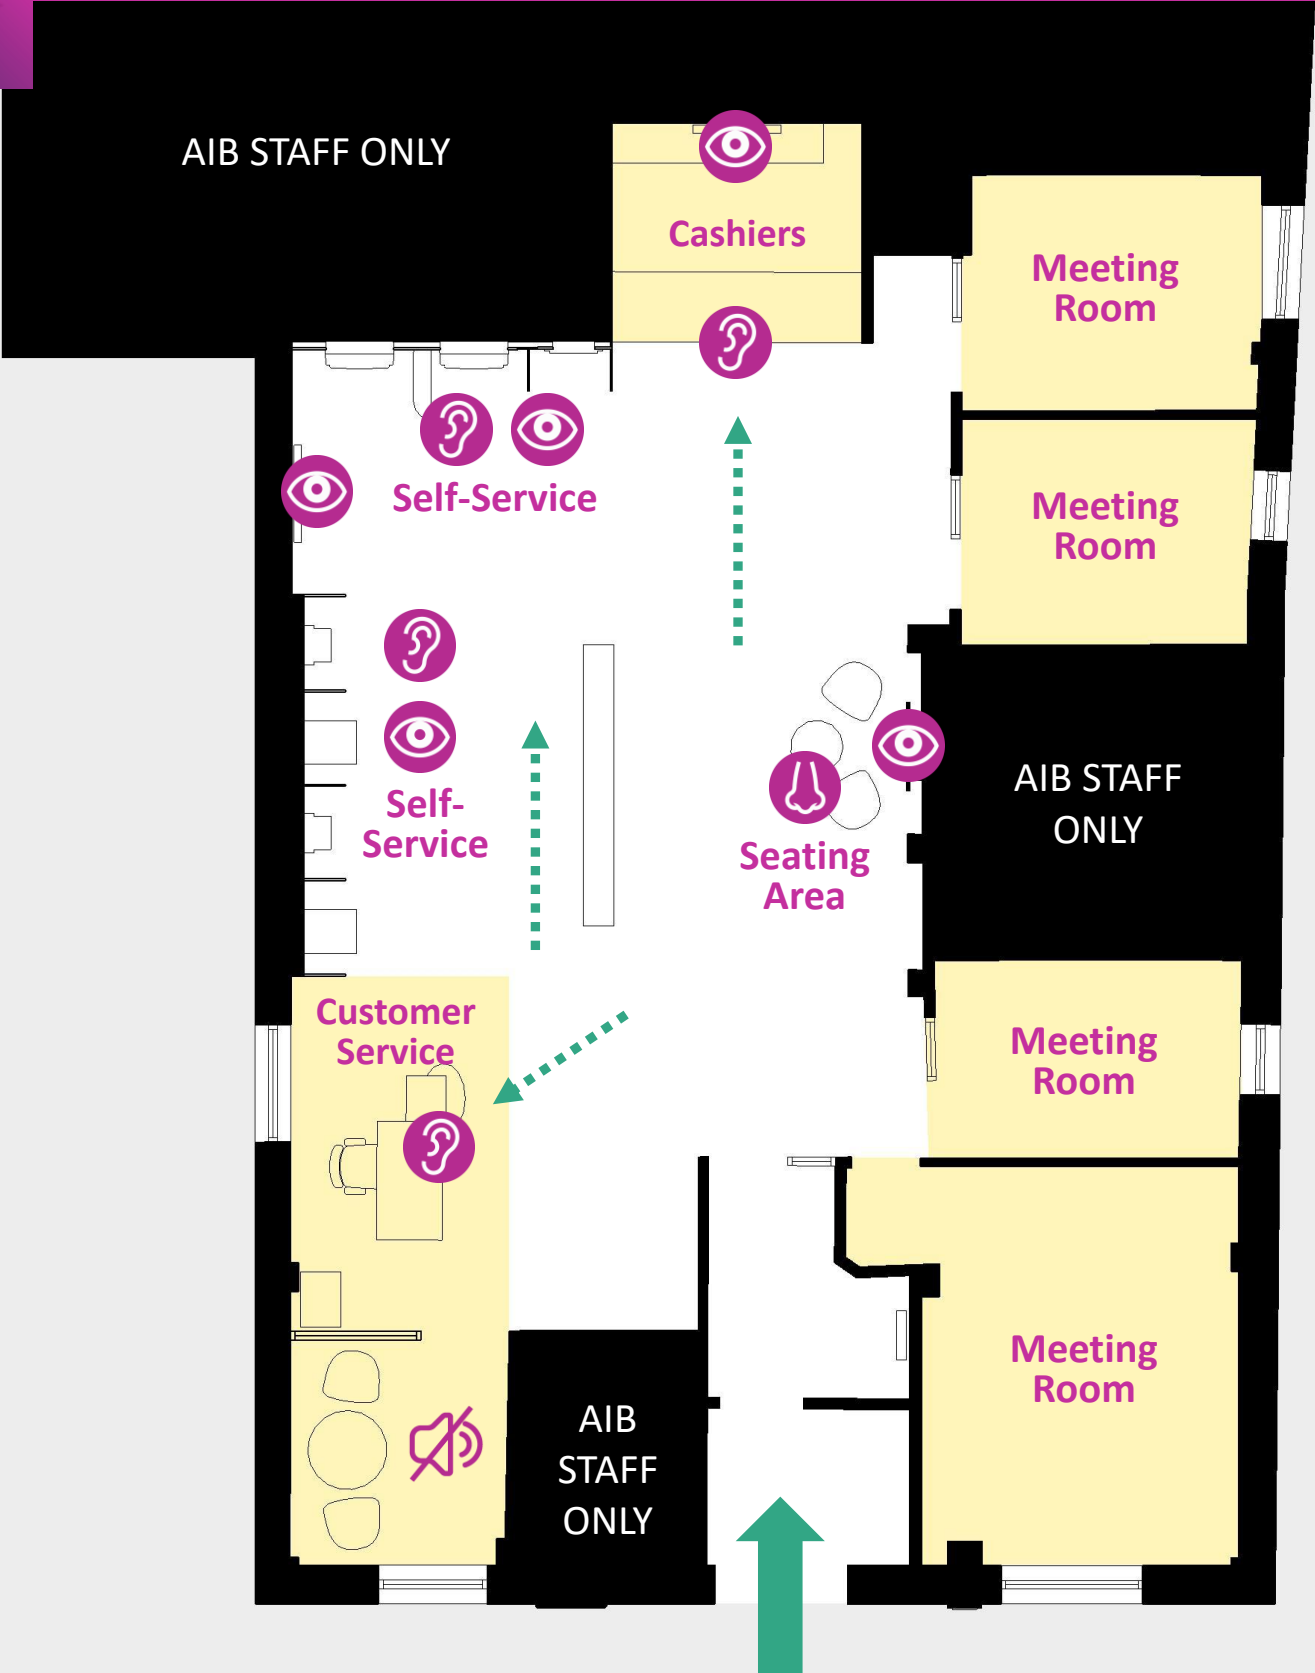 AIB STAFF ONLY
Cashiers
Meeting
Room
Self-Service
Meeting
Room
Self-
Service
AIB STAFF
ONLY
Seating
Area
Customer
Service
Meeting
Room
Meeting
Room
AIB
STAFF
ONLY